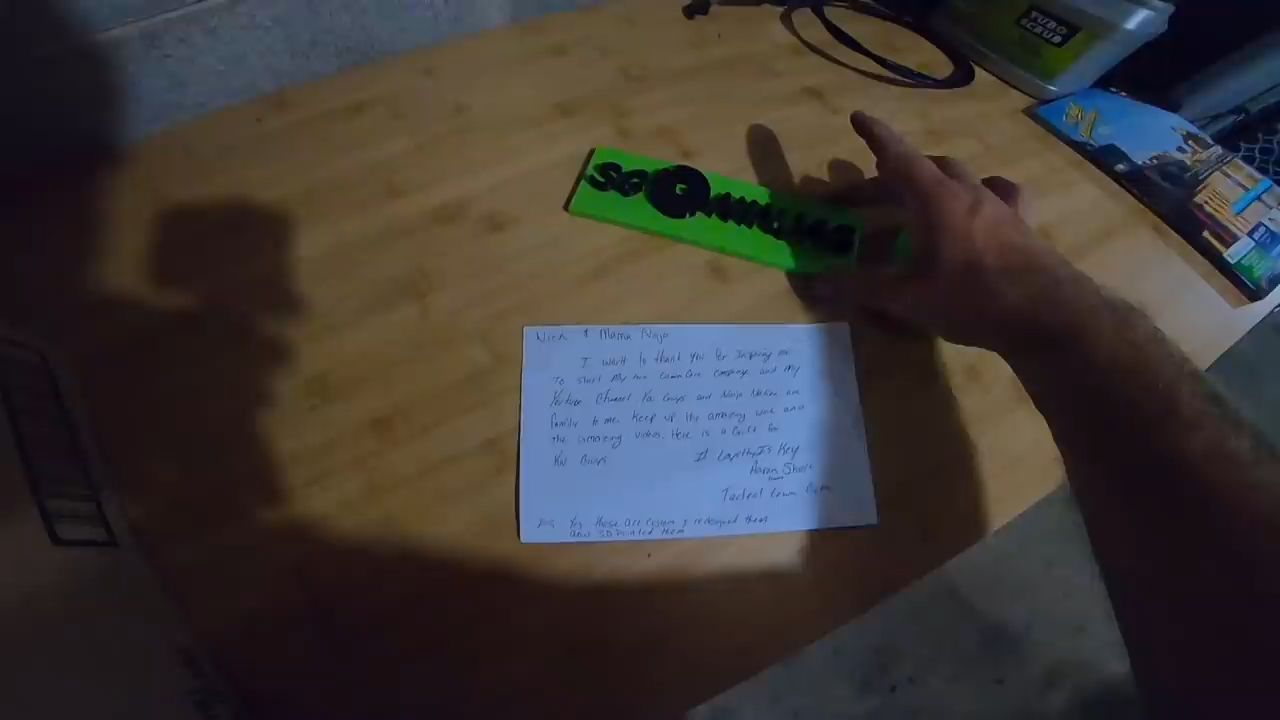 TUBO
SCRUB
SG
Nick & Mama Ninja
I want to thank you for Inspiring me
To start My own Lawn Care company and My
Youtube Channel. You Guys and Ninja Nation are
family to me. Keep up the amazing work and
the amazing videos. Here is a Gift for
You Guys
Loyalty Is Key
Aaron
Lawn
P.S. Yes these are custom I redesigned them
and 3D Printed them